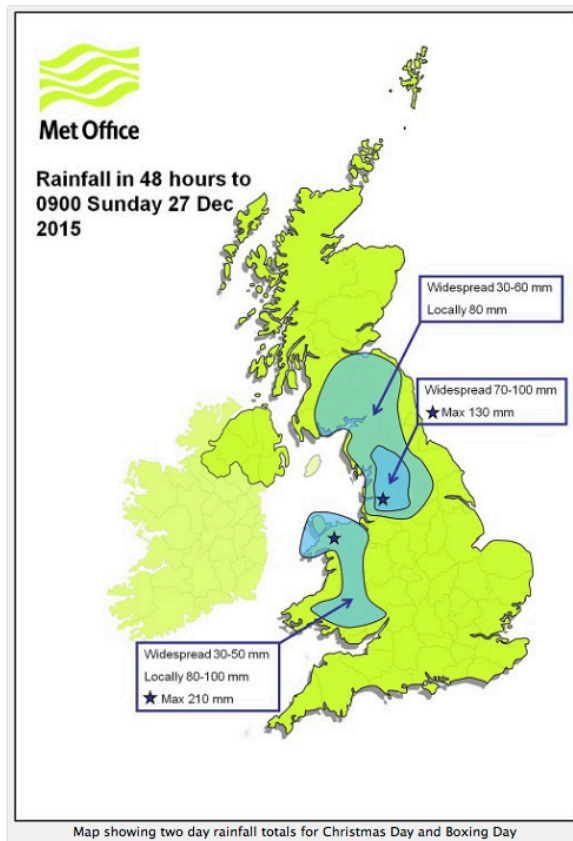 Met Office
Rainfall in 48 hours to
0900 Sunday 27 Dec
2015
Widespread 30-60 mm
Locally 80 mm
Widespread 70-100 mm
Max 130 mm
Widespread 30-50 mm
Locally 80-100 mm
Max 210 mm
Map showing two day rainfall totals for Christmas Day and Boxing Day